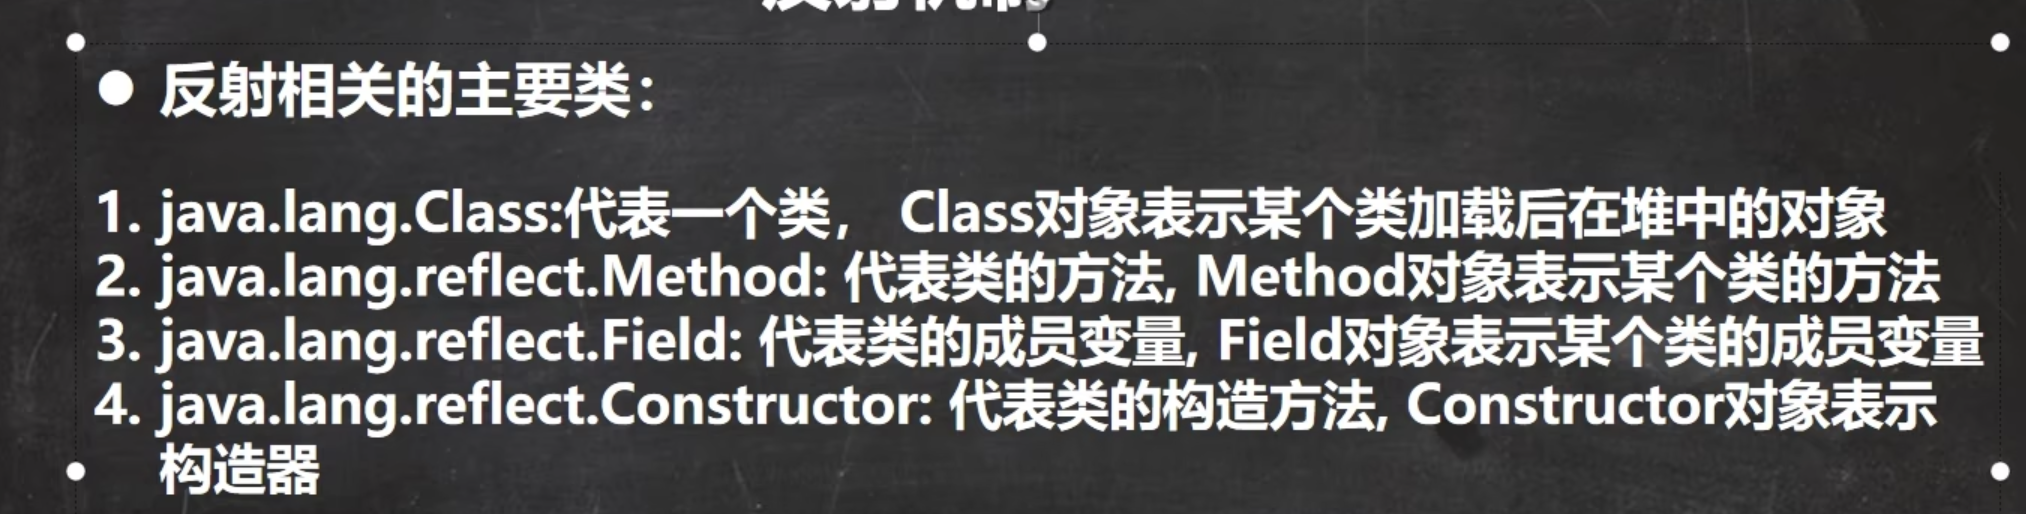 反射机制
● 反射相关的主要类：
1. java.lang.Class:代表一个类， Class对象表示某个类加载后在堆中的对象
2. java.lang.reflect.Method: 代表类的方法, Method对象表示某个类的方法
3. java.lang.reflect.Field: 代表类的成员变量, Field对象表示某个类的成员变量
4. java.lang.reflect.Constructor: 代表类的构造方法, Constructor对象表示
构造器